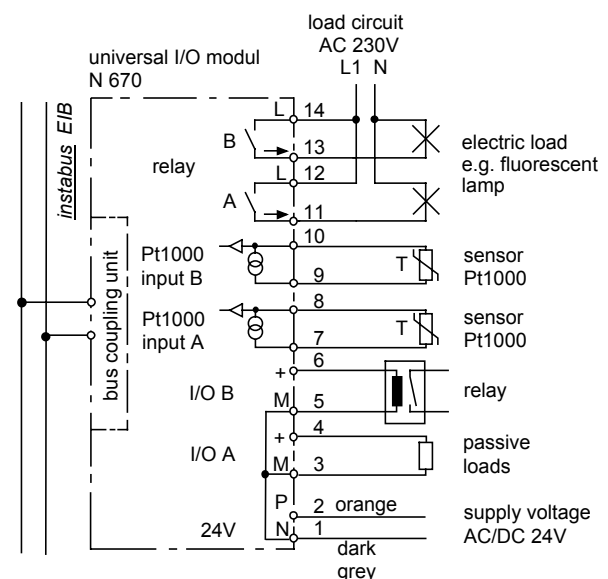 load circuit
AC 230V
L1 N
universal I/O modul
N 670
instabus EIB
L 14
B
13
relay
L 12
A
11
electric load
e.g. fluorescent
lamp
10
Pt1000
input B
9
T
sensor
Pt1000
8
Pt1000
input A
7
T
sensor
Pt1000
bus coupling unit
6
+
I/O B
M 5
relay
+ 4
I/O A
M 3
passive
loads
P 2 orange
24V
N 1
dark
grey
supply voltage
AC/DC 24V